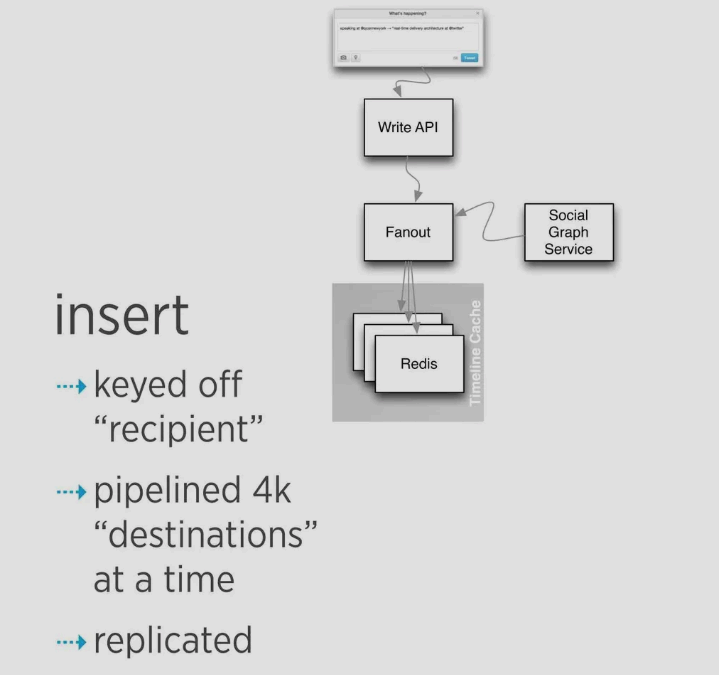 What's happening?
speaking at #qconnewyork -> "real-time delivery architecture at #twitter"
Tweet
Write API
Fanout
Social
Graph
Service
Redis
Timeline Cache
insert
keyed off
“recipient”
pipelined 4k
“destinations”
at a time
replicated